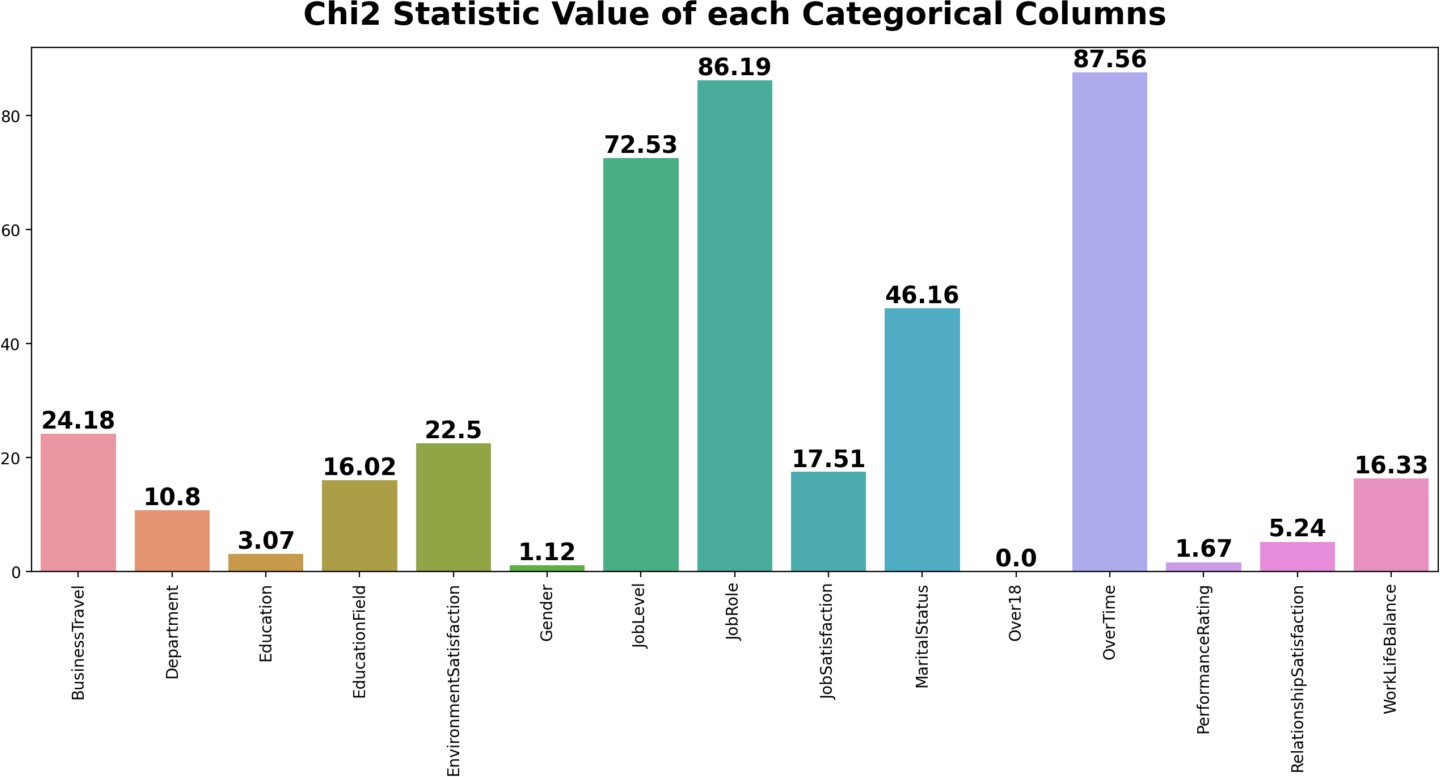 Chi2 Statistic Value of each Categorical Columns
80
60
40
20
0
24.18
10.8
3.07
16.02
22.5
1.12
72.53
86.19
17.51
46.16
0.0
87.56
1.67
5.24
16.33
BusinessTravel
Department
Education
EducationField
EnvironmentSatisfaction
Gender
JobLevel
JobRole
JobSatisfaction
MaritalStatus
Over18
OverTime
PerformanceRating
RelationshipSatisfaction
WorkLifeBalance